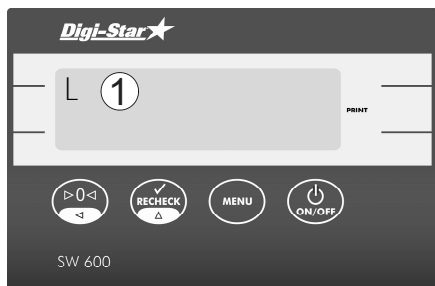 Digi-Star
L 1
PRINT
▷0◁ RECHECK MENU ON/OFF
SW 600